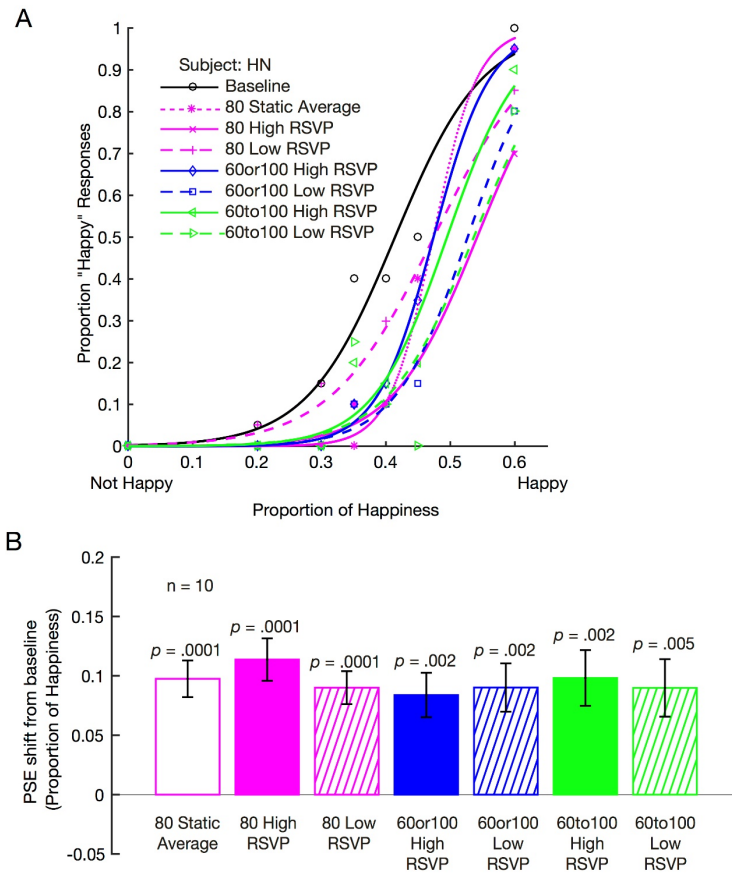 A
Proportion "Happy" Responses
1
0.9
0.8
0.7
0.6
0.5
0.4
0.3
0.2
0.1
0
Subject: HN
Baseline
80 Static Average
80 High RSVP
80 Low RSVP
60or100 High RSVP
60or100 Low RSVP
60to100 High RSVP
60to100 Low RSVP
0 0.1 0.2 0.3 0.4 0.5 0.6
Not Happy Happy
Proportion of Happiness
B
PSE shift from baseline
(Proportion of Happiness)
0.2
0.15
0.1
0.05
0
-0.05
n = 10
p = .0001
p = .0001
p = .0001
p = .002
p = .002
p = .002
p = .005
80 Static
Average
80 High
RSVP
80 Low
RSVP
60or100
High
RSVP
60or100
Low
RSVP
60to100
High
RSVP
60to100
Low
RSVP